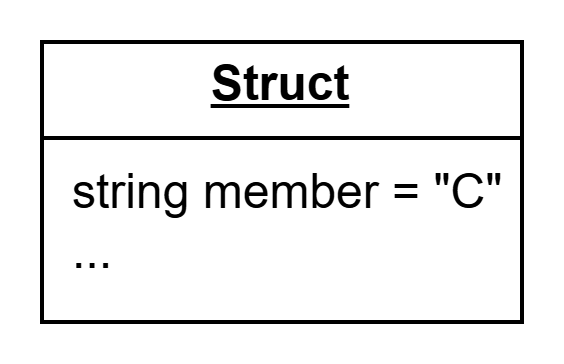 Struct
string member = "C"
...